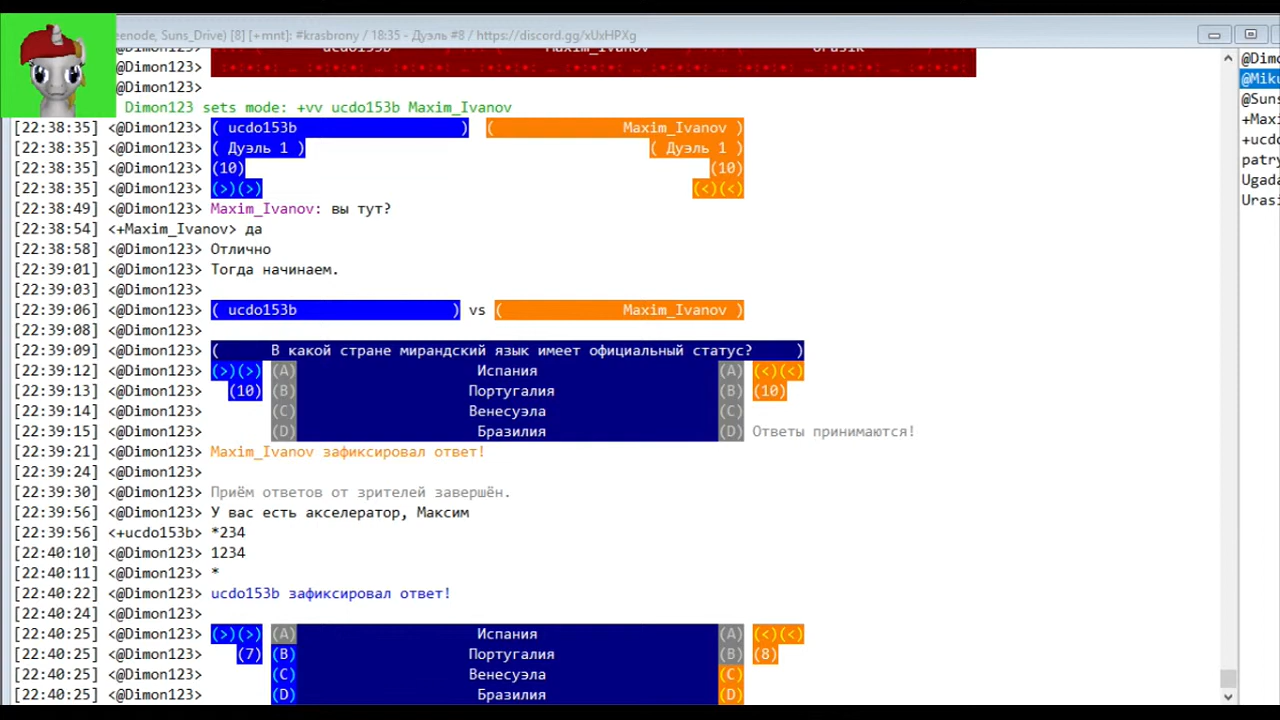 eenode, Suns_Drive) [8] [+mnt]: #krasbrony / 18:35 - Дуэль #8 / https://discord.gg/xUxHPXg
<@Dimon123>
<@Dimon123>
Dimon123 sets mode: +vv ucdo153b Maxim_Ivanov
[22:38:35] <@Dimon123> ( ucdo153b ) ( Maxim_Ivanov )
[22:38:35] <@Dimon123> ( Дуэль 1 ) ( Дуэль 1 )
[22:38:35] <@Dimon123> (10) (10)
[22:38:35] <@Dimon123> (>)(>) (<)(<)
[22:38:49] <@Dimon123> Maxim_Ivanov: вы тут?
[22:38:54] <+Maxim_Ivanov> да
[22:38:58] <@Dimon123> Отлично
[22:39:01] <@Dimon123> Тогда начинаем.
[22:39:03] <@Dimon123>
[22:39:06] <@Dimon123> ( ucdo153b ) vs ( Maxim_Ivanov )
[22:39:08] <@Dimon123>
[22:39:09] <@Dimon123> ( В какой стране мирандский язык имеет официальный статус? )
[22:39:12] <@Dimon123> (>)(>) (A) Испания (A) (<)(<)
[22:39:13] <@Dimon123> (10) (B) Португалия (B) (10)
[22:39:14] <@Dimon123> (C) Венесуэла (C)
[22:39:15] <@Dimon123> (D) Бразилия (D) Ответы принимаются!
[22:39:21] <@Dimon123> Maxim_Ivanov зафиксировал ответ!
[22:39:24] <@Dimon123>
[22:39:30] <@Dimon123> Приём ответов от зрителей завершён.
[22:39:56] <@Dimon123> У вас есть акселератор, Максим
[22:39:56] <+ucdo153b> *234
[22:40:10] <@Dimon123> 1234
[22:40:11] <@Dimon123> *
[22:40:22] <@Dimon123> ucdo153b зафиксировал ответ!
[22:40:24] <@Dimon123>
[22:40:25] <@Dimon123> (>)(>) (A) Испания (A) (<)(<)
[22:40:25] <@Dimon123> (7) (B) Португалия (B) (8)
[22:40:25] <@Dimon123> (C) Венесуэла (C)
[22:40:25] <@Dimon123> (D) Бразилия (D)
@Dimo
@Miku
@Suns
+Max
+ucdo
patry
Ugada
Urasi